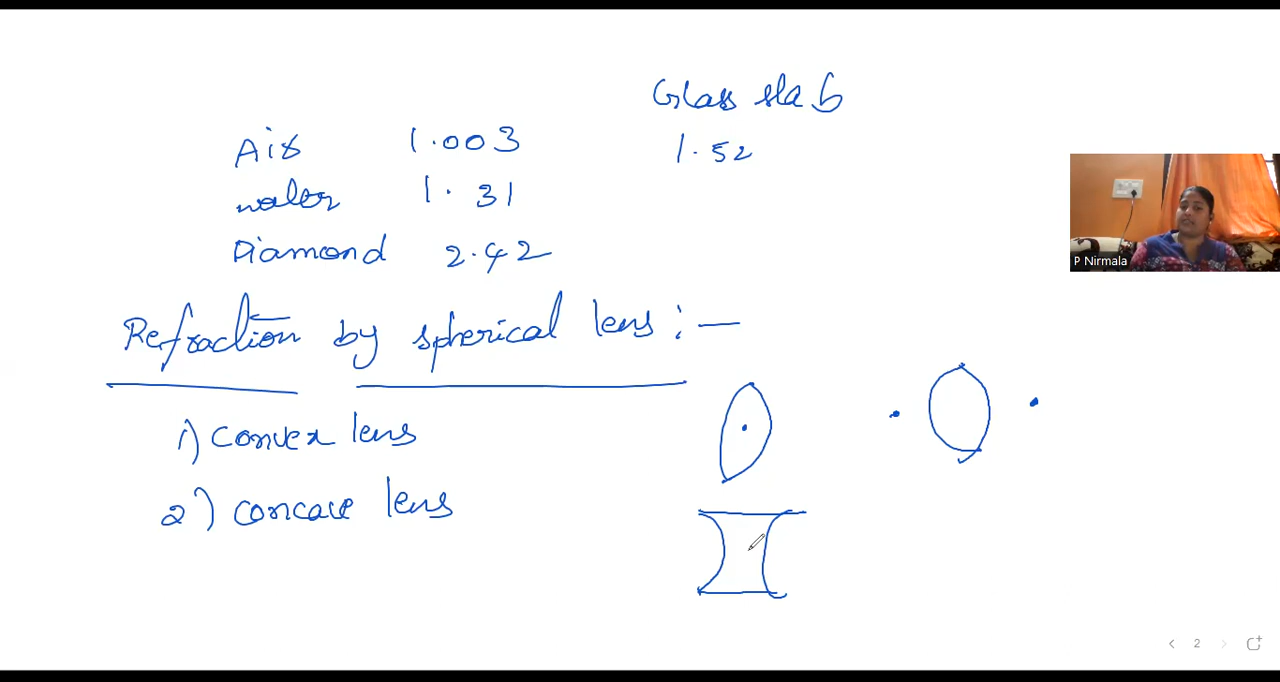 Glass slab
Air 1.003 1.52
water 1.31
Diamond 2.42
Refraction by spherical lens :-
1) convex lens
2) concave lens
P Nirmala
2